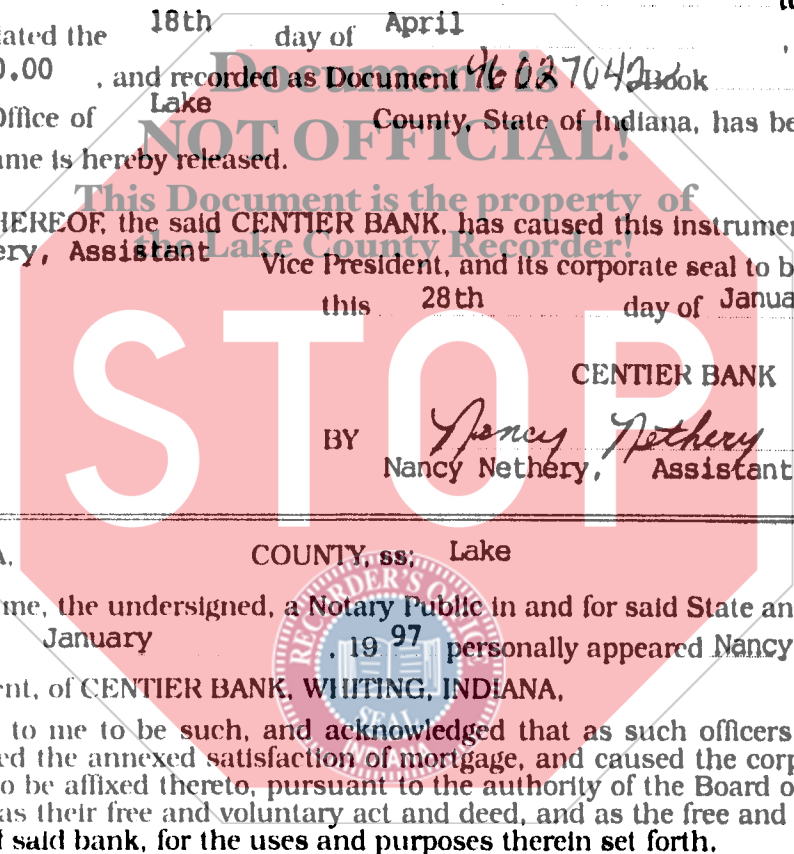 ated the 18th day of April ,
0.00 , and recorded as Document 96027042 Book
Office of Lake County, State of Indiana, has be
ame is hereby released.
HEREOF, the said CENTIER BANK, has caused this instrumen
ery, Assistant Vice President, and its corporate seal to b
this 28th day of Janua
CENTIER BANK
BY Nancy Nethery
Nancy Nethery, Assistant
A, COUNTY, ss; Lake
me, the undersigned, a Notary Public in and for said State an
January , 19 97 personally appeared Nancy
ent, of CENTIER BANK, WHITING, INDIANA,
to me to be such, and acknowledged that as such officers
ed the annexed satisfaction of mortgage, and caused the corp
o be affixed thereto, pursuant to the authority of the Board o
as their free and voluntary act and deed, and as the free and
said bank, for the uses and purposes therein set forth.
Document is
NOT OFFICIAL!
This Document is the property of
the Lake County Recorder!
STOP
RECORDER'S OFFICE
SEAL
INDIANA